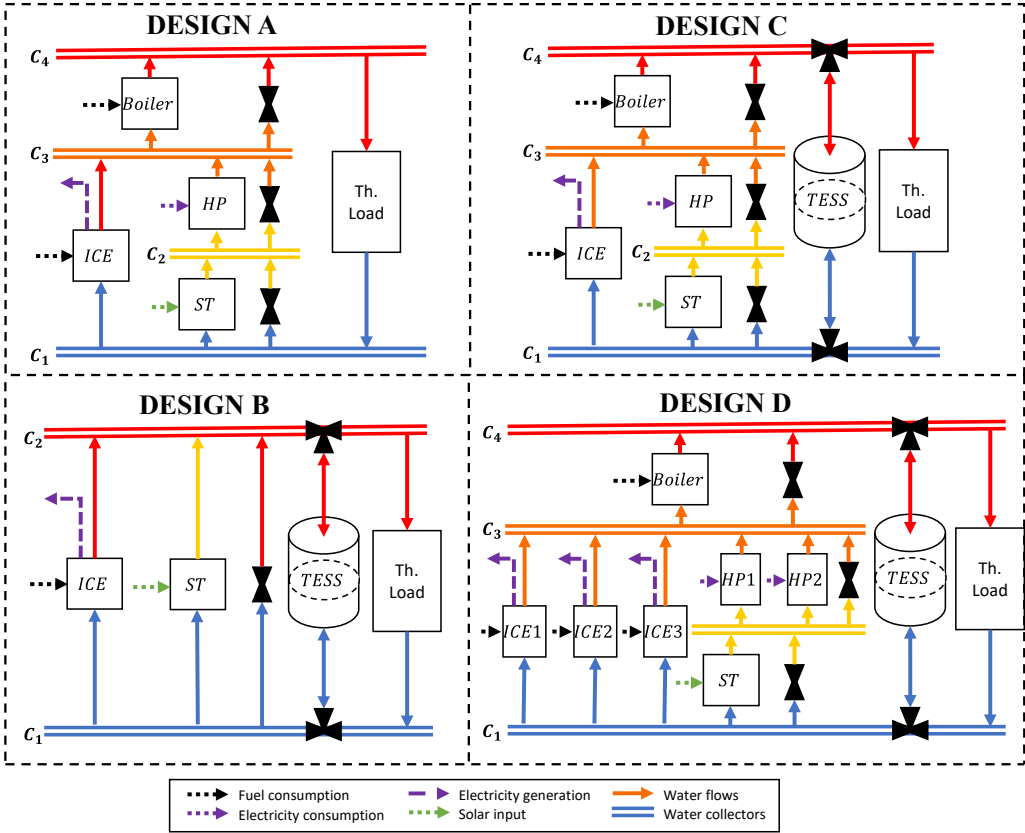 DESIGN A
C4
Boiler
C3
HP
Th.
Load
ICE
C2
ST
C1
DESIGN C
C4
Boiler
C3
HP
TESS
Th.
Load
ICE
C2
ST
C1
DESIGN B
C2
ICE
ST
TESS
Th.
Load
C1
DESIGN D
C4
Boiler
C3
HP1
HP2
TESS
Th.
Load
ICE1
ICE2
ICE3
ST
C1
Fuel consumption
Electricity generation
Water flows
Electricity consumption
Solar input
Water collectors